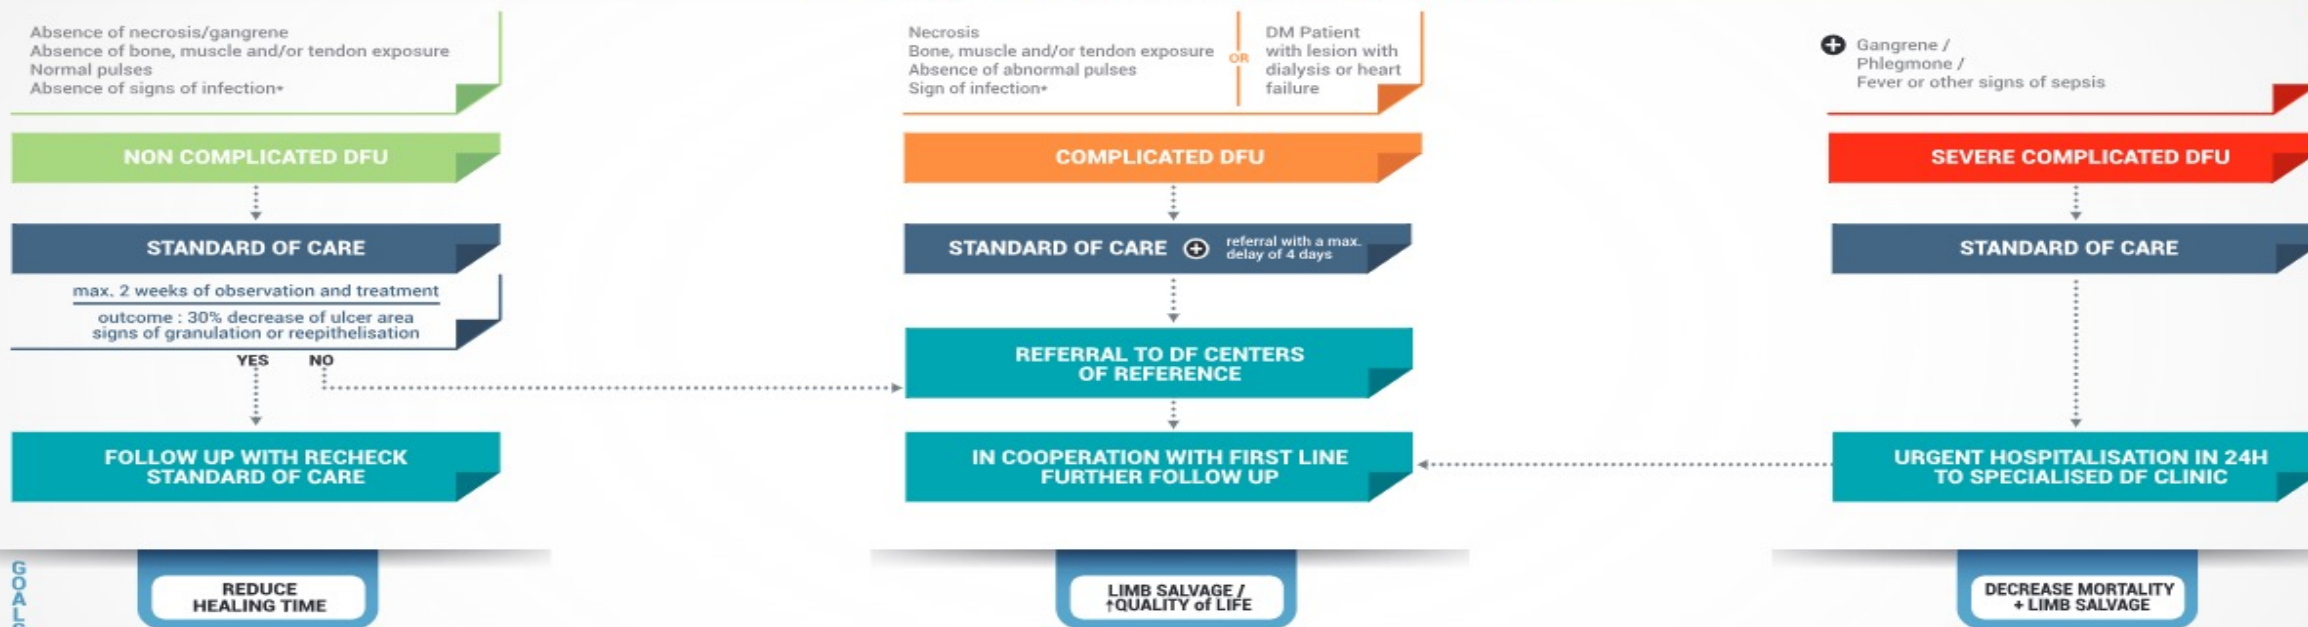 Absence of necrosis/gangrene
Absence of bone, muscle and/or tendon exposure
Normal pulses
Absence of signs of infection*
NON COMPLICATED DFU
STANDARD OF CARE
max. 2 weeks of observation and treatment
outcome : 30% decrease of ulcer area
signs of granulation or reepithelisation
YES NO
FOLLOW UP WITH RECHECK
STANDARD OF CARE
Necrosis
Bone, muscle and/or tendon exposure
Absence of abnormal pulses
Sign of infection*
OR
DM Patient
with lesion with
dialysis or heart
failure
COMPLICATED DFU
STANDARD OF CARE +
referral with a max.
delay of 4 days
REFERRAL TO DF CENTERS
OF REFERENCE
IN COOPERATION WITH FIRST LINE
FURTHER FOLLOW UP
+ Gangrene /
Phlegmone /
Fever or other signs of sepsis
SEVERE COMPLICATED DFU
STANDARD OF CARE
URGENT HOSPITALISATION IN 24H
TO SPECIALISED DF CLINIC
GOALS
REDUCE
HEALING TIME
LIMB SALVAGE /
↑QUALITY of LIFE
DECREASE MORTALITY
+ LIMB SALVAGE